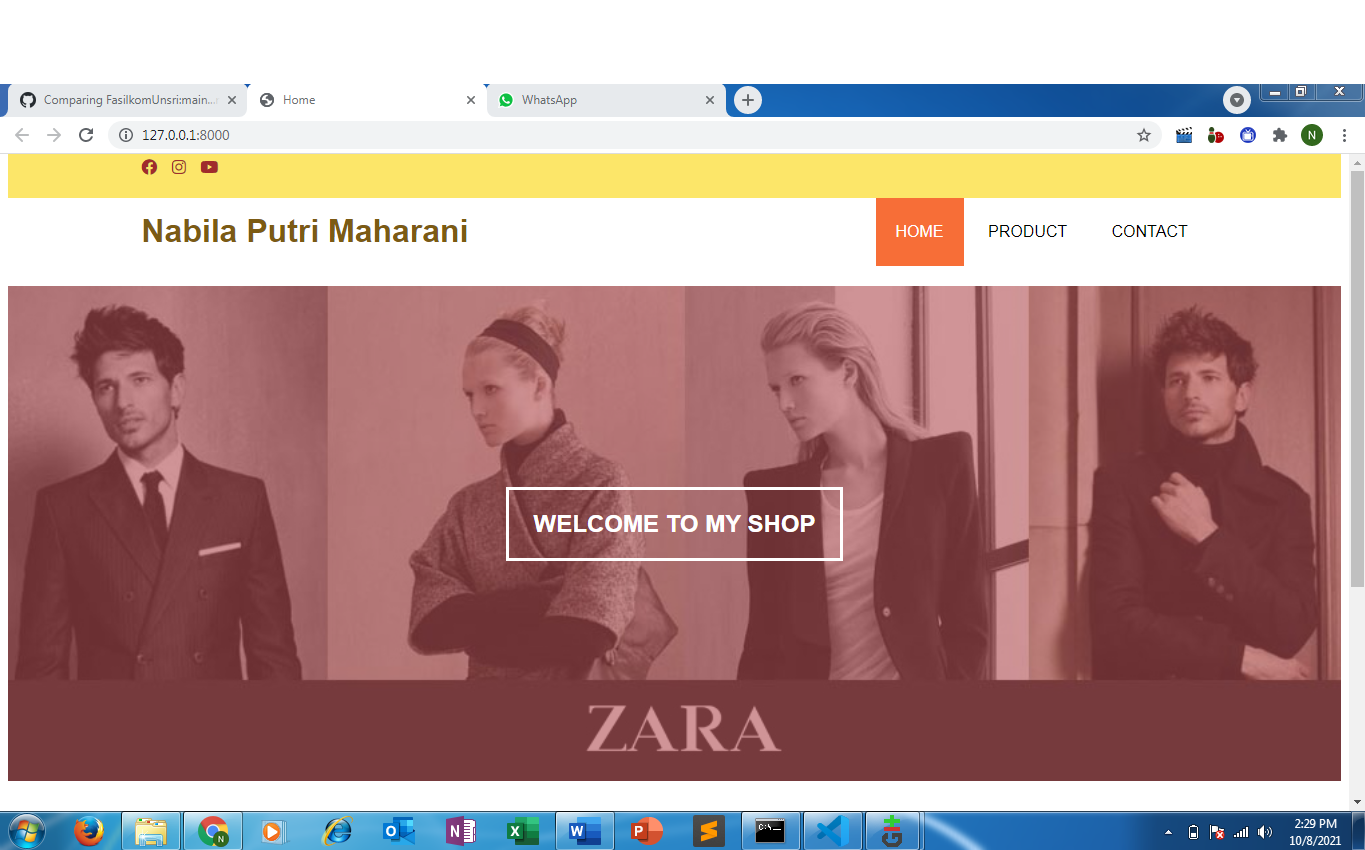 Comparing FasilkomUnsri:main...
Home
WhatsApp
127.0.0.1:8000
N
Nabila Putri Maharani
HOME
PRODUCT
CONTACT
WELCOME TO MY SHOP
ZARA
2:29 PM
10/8/2021